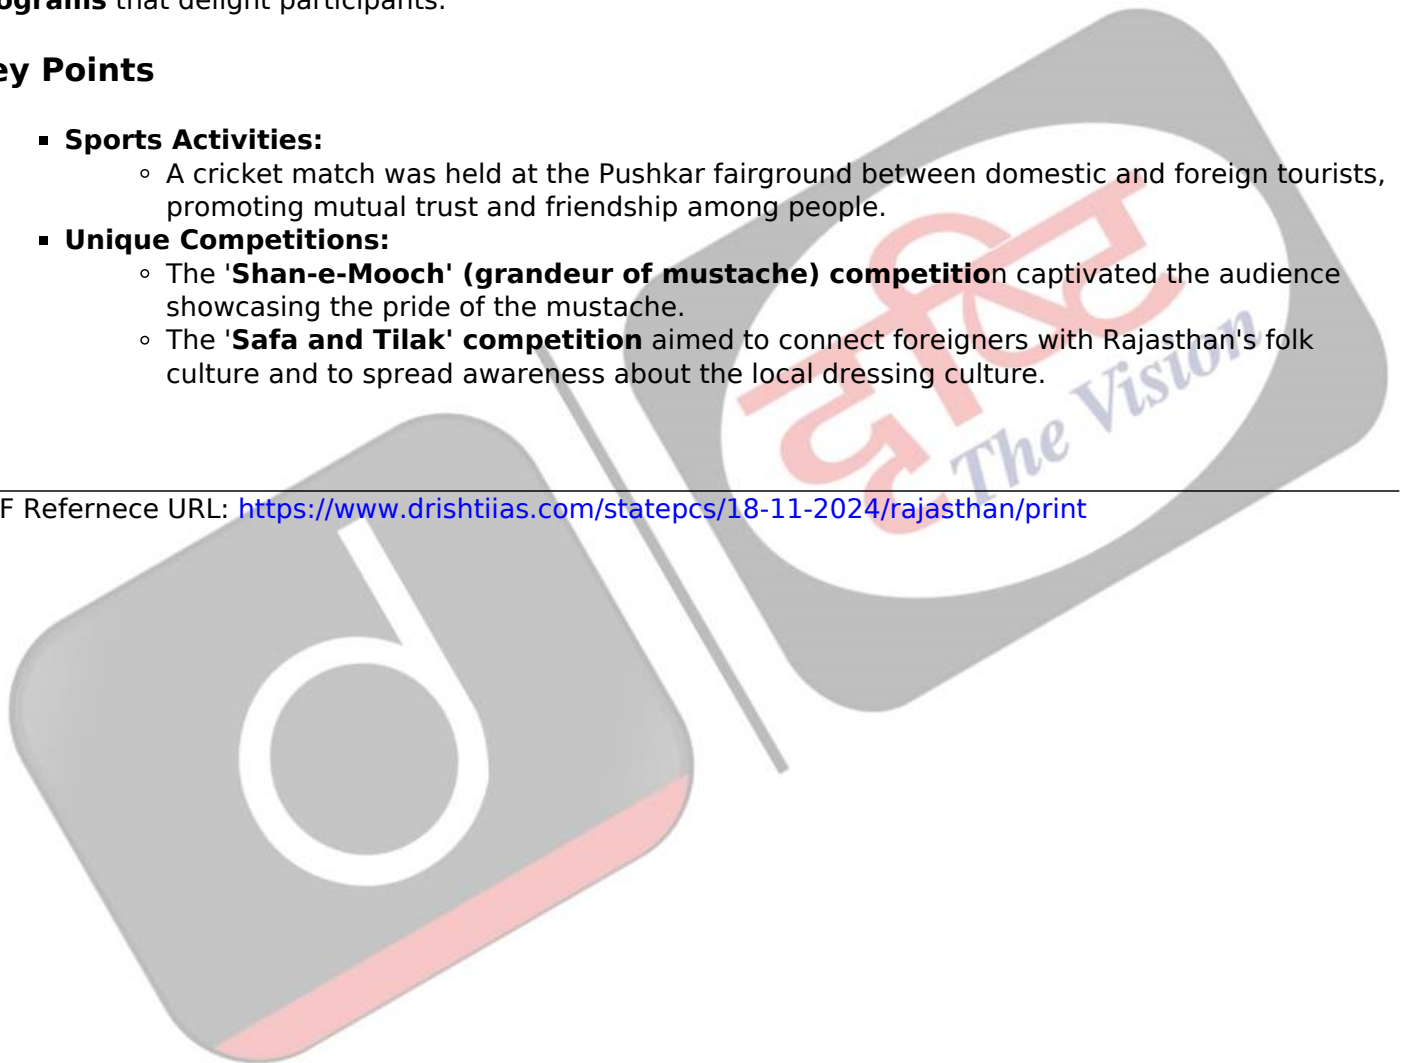 ograms that delight participants.
ey Points
▪ Sports Activities:
◦ A cricket match was held at the Pushkar fairground between domestic and foreign tourists,
promoting mutual trust and friendship among people.
▪ Unique Competitions:
◦ The 'Shan-e-Mooch' (grandeur of mustache) competition captivated the audience
showcasing the pride of the mustache.
◦ The 'Safa and Tilak' competition aimed to connect foreigners with Rajasthan's folk
culture and to spread awareness about the local dressing culture.
दृष्टि
The Vision
F Refernece URL: https://www.drishtiias.com/statepcs/18-11-2024/rajasthan/print
d